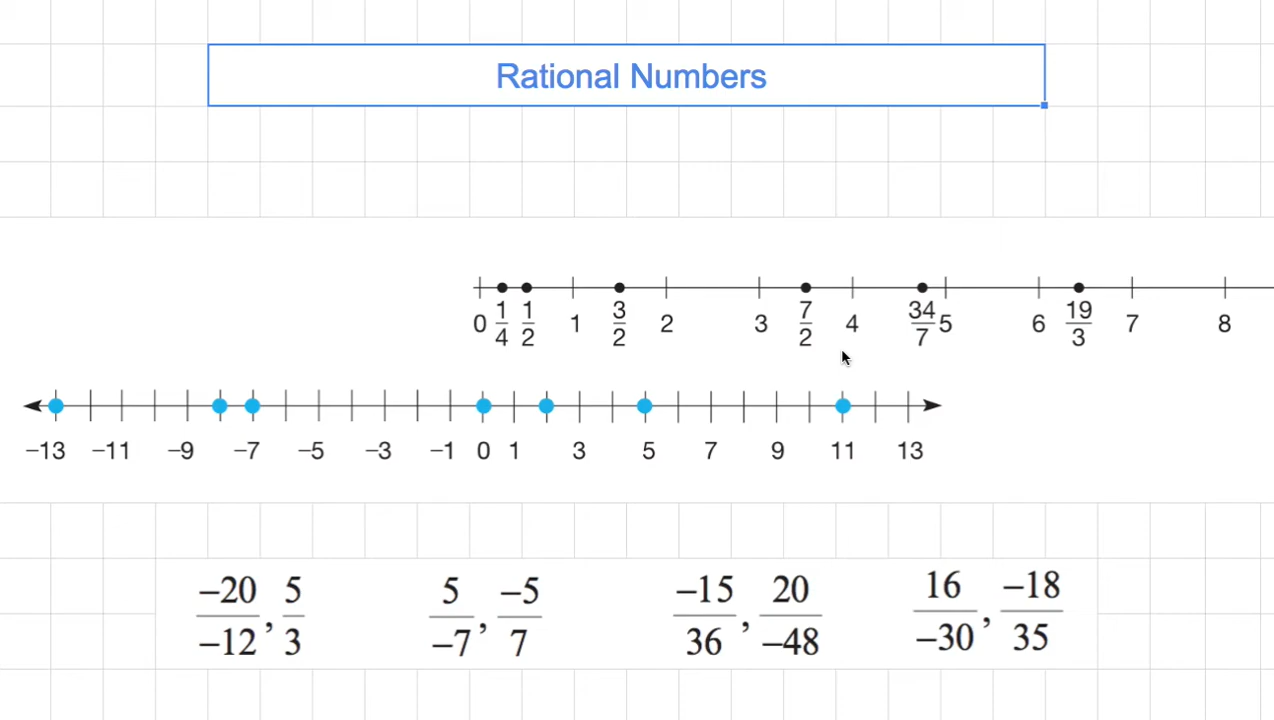 Rational Numbers
0 1/4 1/2 1 3/2 2 3 7/2 4 34/7 5 6 19/3 7 8
−13 −11 −9 −7 −5 −3 −1 0 1 3 5 7 9 11 13
−20/−12, 5/3 5/−7, −5/7 −15/36, 20/−48 16/−30, −18/35